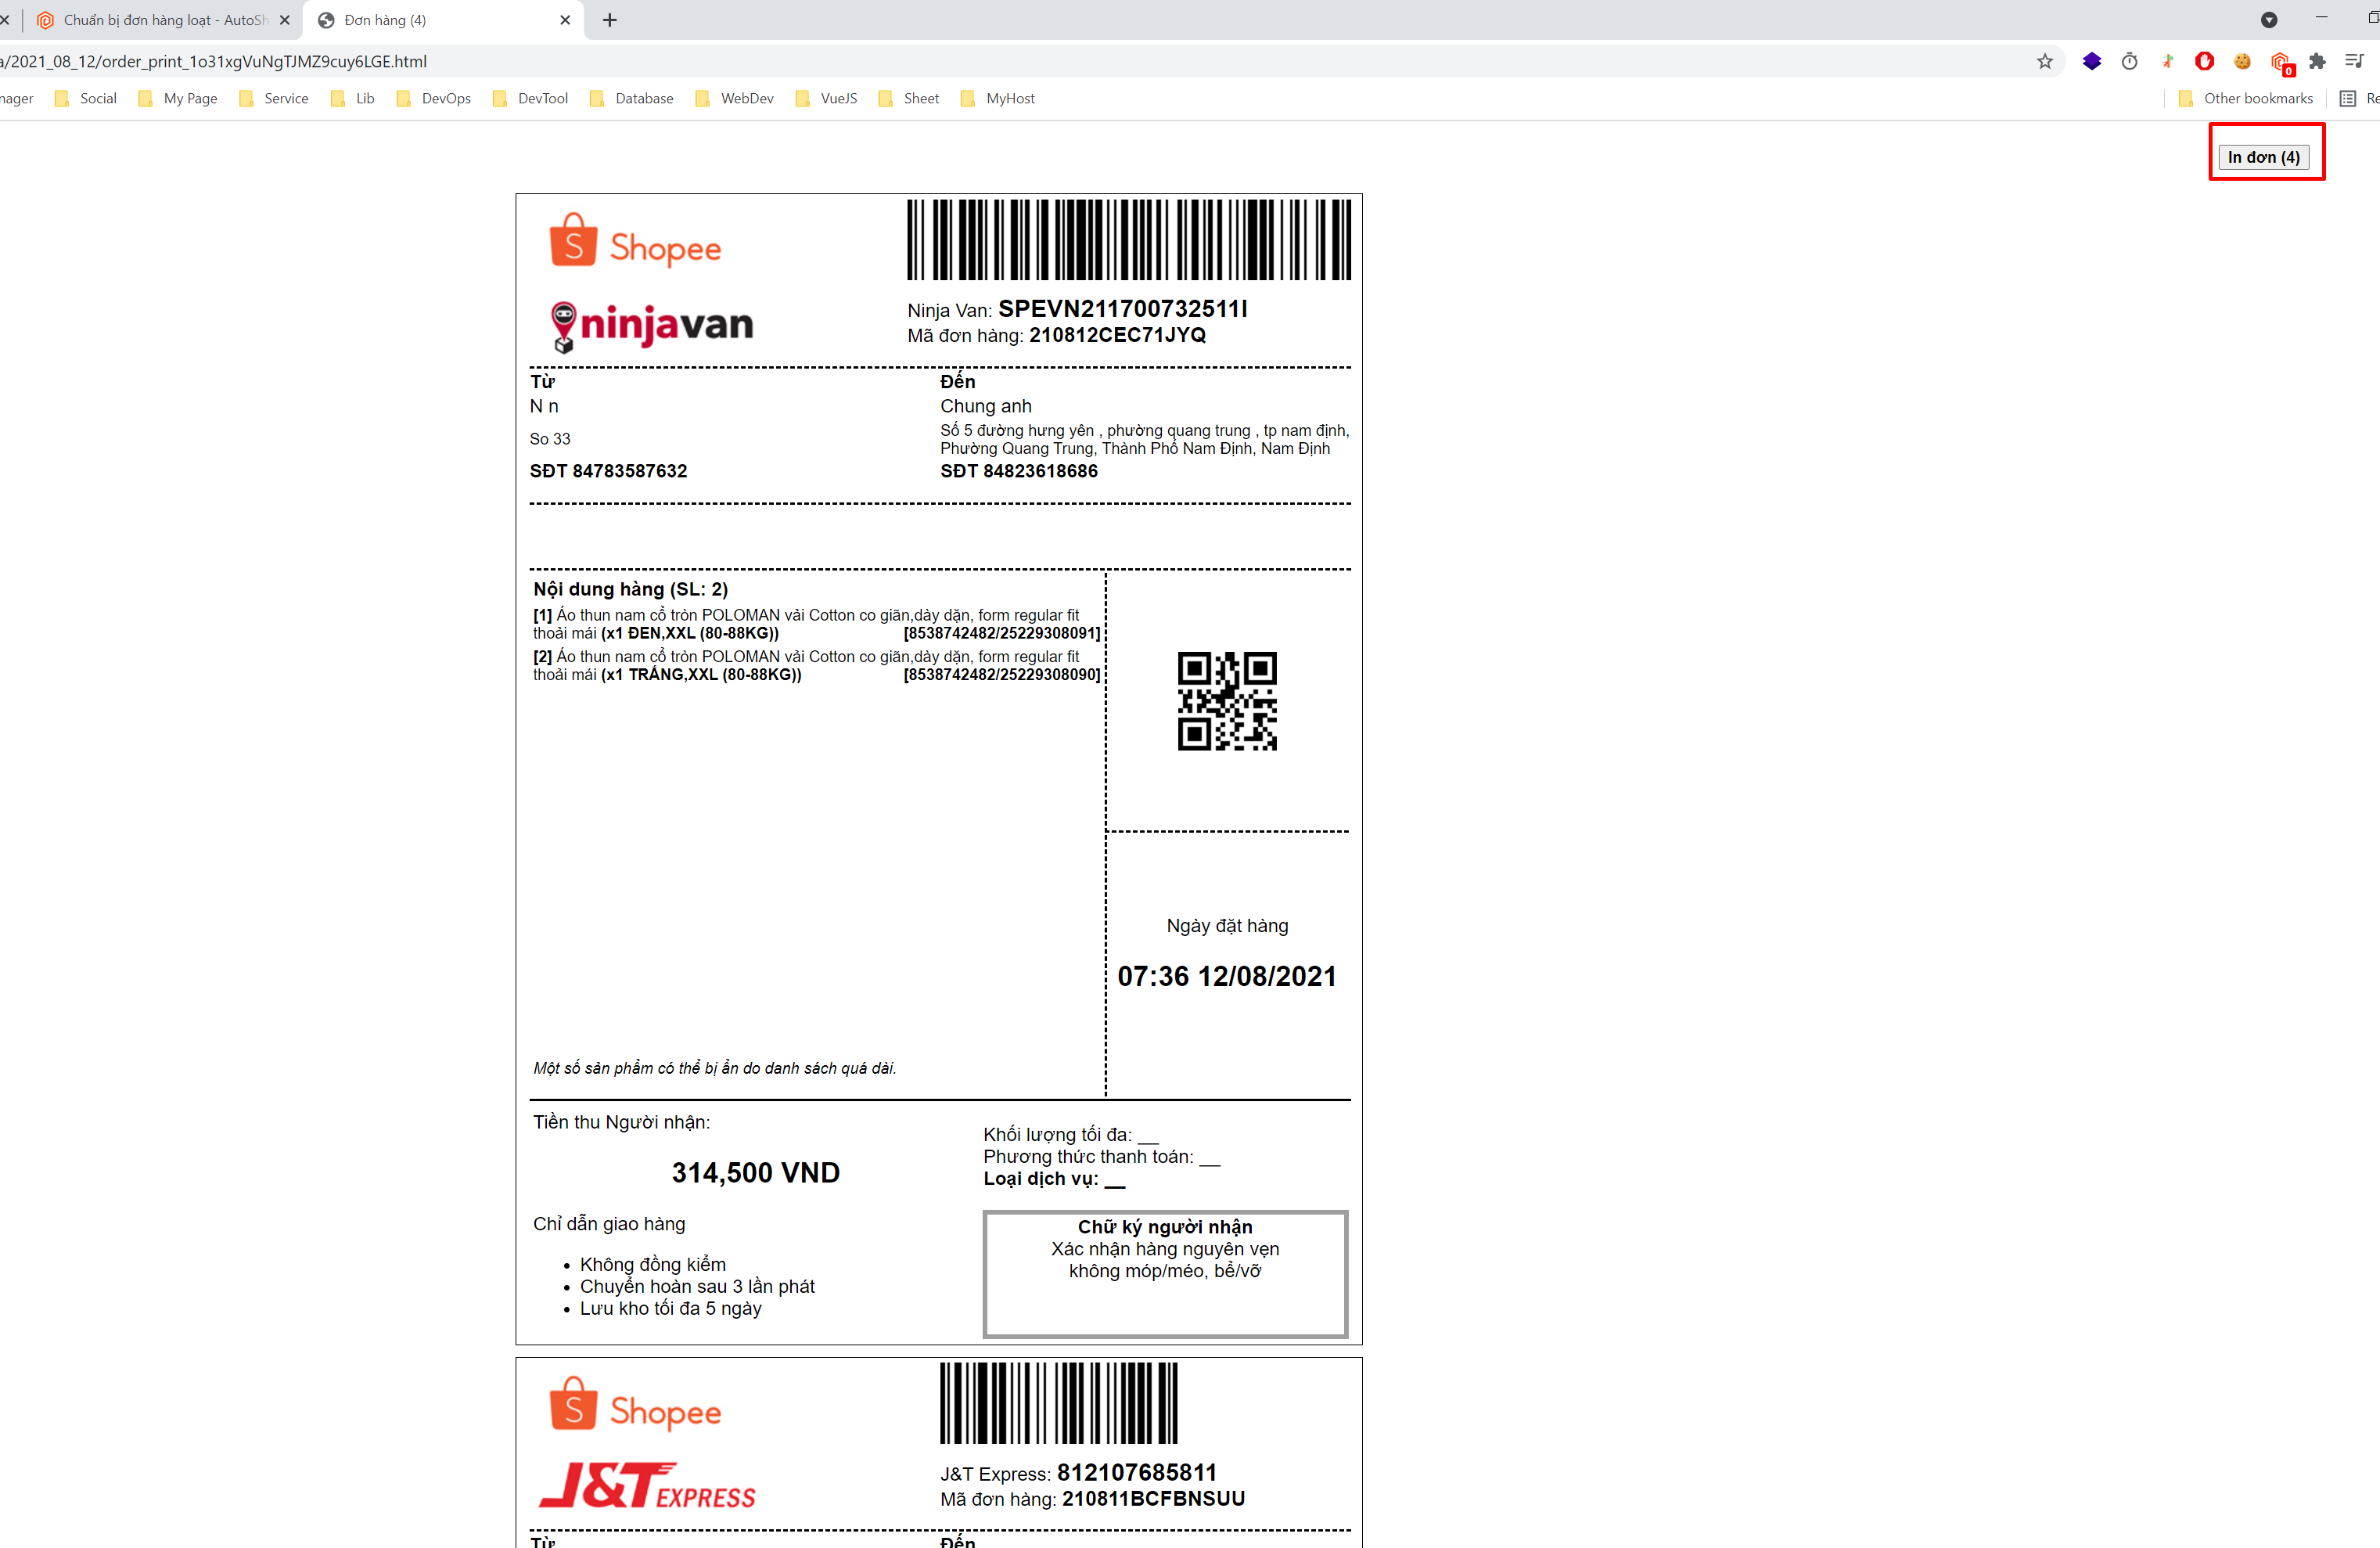 Chuẩn bị đơn hàng loạt - AutoSh
Đơn hàng (4)
a/2021_08_12/order_print_1o31xgVuNgTJMZ9cuy6LGE.html
0
nager Social My Page Service Lib DevOps DevTool Database WebDev VueJS Sheet MyHost Other bookmarks Re
In đơn (4)
S Shopee
ninjavan
Ninja Van: SPEVN211700732511I
Mã đơn hàng: 210812CEC71JYQ
Từ
N n
So 33
SĐT 84783587632
Đến
Chung anh
Số 5 đường hưng yên , phường quang trung , tp nam định,
Phường Quang Trung, Thành Phố Nam Định, Nam Định
SĐT 84823618686
Nội dung hàng (SL: 2)
[1] Áo thun nam cổ tròn POLOMAN vải Cotton co giãn,dày dặn, form regular fit
thoải mái (x1 ĐEN,XXL (80-88KG)) [8538742482/25229308091]
[2] Áo thun nam cổ tròn POLOMAN vải Cotton co giãn,dày dặn, form regular fit
thoải mái (x1 TRẮNG,XXL (80-88KG)) [8538742482/25229308090]
Ngày đặt hàng
07:36 12/08/2021
Một số sản phẩm có thể bị ẩn do danh sách quá dài.
Tiền thu Người nhận:
314,500 VND
Khối lượng tối đa: __
Phương thức thanh toán: __
Loại dịch vụ: __
Chỉ dẫn giao hàng
• Không đồng kiểm
• Chuyển hoàn sau 3 lần phát
• Lưu kho tối đa 5 ngày
Chữ ký người nhận
Xác nhận hàng nguyên vẹn
không móp/méo, bể/vỡ
S Shopee
J&T EXPRESS
J&T Express: 812107685811
Mã đơn hàng: 210811BCFBNSUU
Từ
Đến